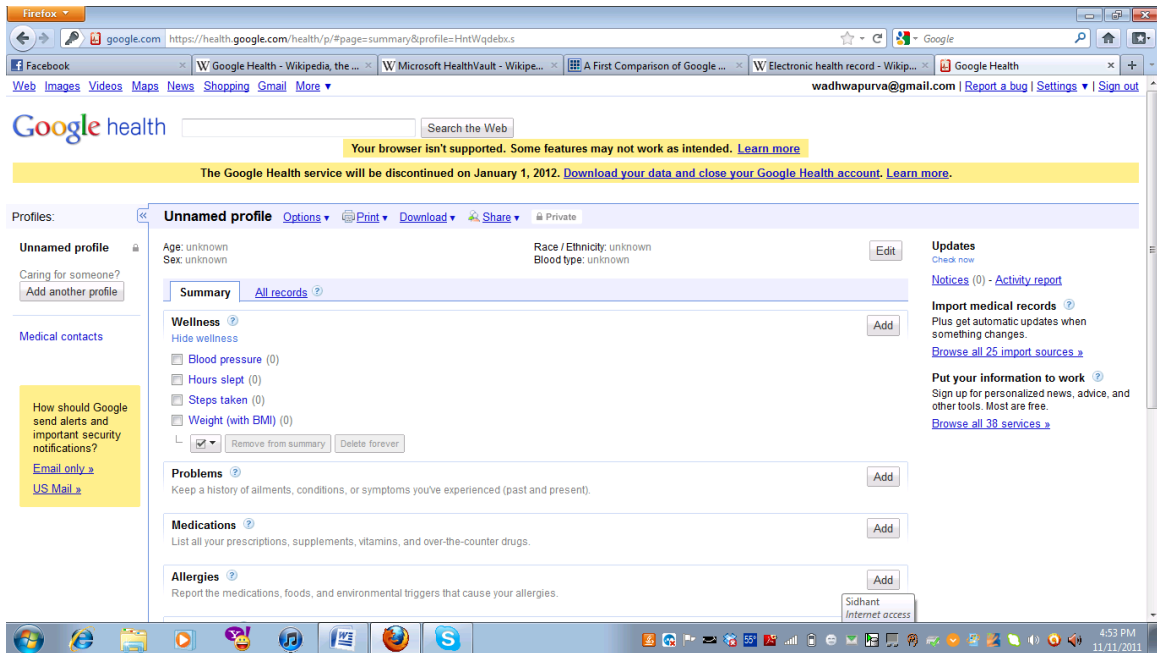 Firefox
google.com https://health.google.com/health/p/#page=summary&profile=HntWqdebx.s
Google
Facebook
Google Health - Wikipedia, the ...
Microsoft HealthVault - Wikipe...
A First Comparison of Google ...
Electronic health record - Wikip...
Google Health
Web Images Videos Maps News Shopping Gmail More ▼
wadhwapurva@gmail.com | Report a bug | Settings ▼ | Sign out
Google health
Search the Web
Your browser isn't supported. Some features may not work as intended. Learn more
The Google Health service will be discontinued on January 1, 2012. Download your data and close your Google Health account. Learn more.
Profiles:
«
Unnamed profile
Caring for someone?
Add another profile
Medical contacts
How should Google
send alerts and
important security
notifications?
Email only »
US Mail »
Unnamed profile Options ▼ Print ▼ Download ▼ Share ▼ Private
Age: unknown
Sex: unknown
Race / Ethnicity: unknown
Blood type: unknown
Edit
Summary All records ?
Wellness ?
Add
Hide wellness
Blood pressure (0)
Hours slept (0)
Steps taken (0)
Weight (with BMI) (0)
Remove from summary Delete forever
Problems ?
Add
Keep a history of ailments, conditions, or symptoms you've experienced (past and present).
Medications ?
Add
List all your prescriptions, supplements, vitamins, and over-the-counter drugs.
Allergies ?
Add
Report the medications, foods, and environmental triggers that cause your allergies.
Updates
Check now
Notices (0) - Activity report
Import medical records ?
Plus get automatic updates when
something changes.
Browse all 25 import sources »
Put your information to work ?
Sign up for personalized news, advice, and
other tools. Most are free.
Browse all 38 services »
Sidhant
Internet access
55°
4:53 PM
11/11/2011